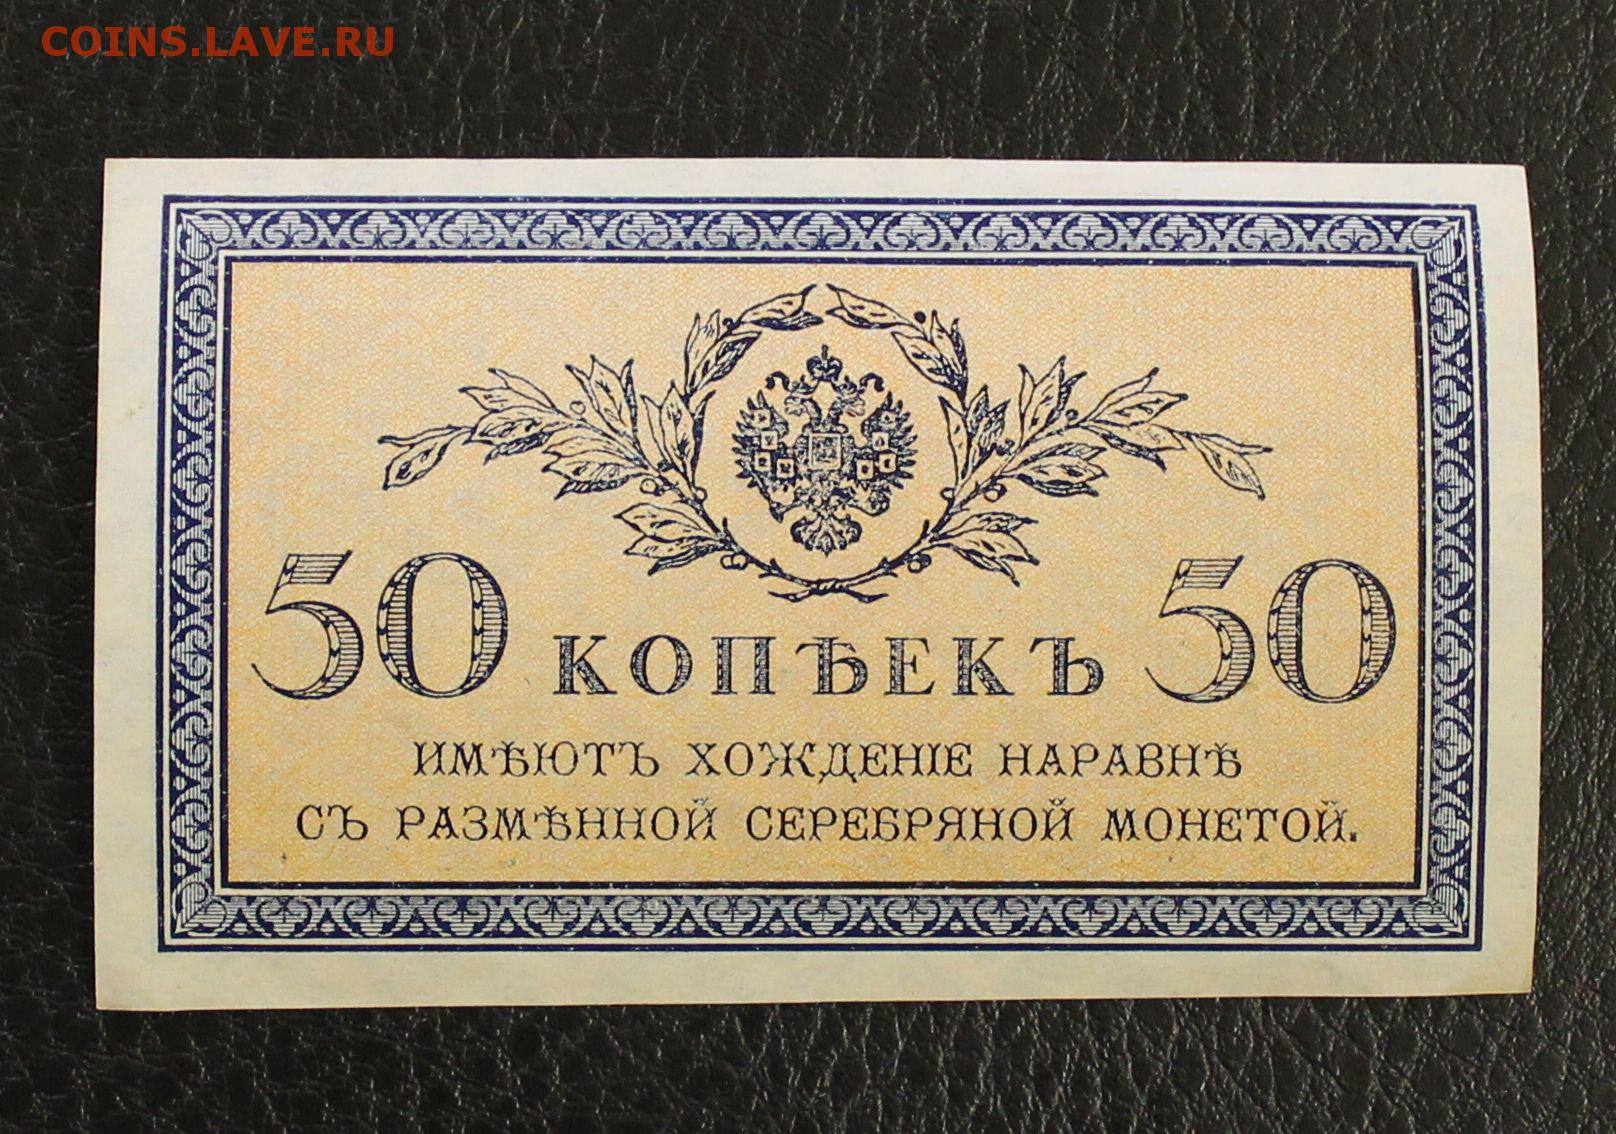 COINS.LAVE.RU
50 КОПѢЕКЪ 50
ИМѢЮТЪ ХОЖДЕНІЕ НАРАВНѢ
СЪ РАЗМѢННОЙ СЕРЕБРЯНОЙ МОНЕТОЙ.